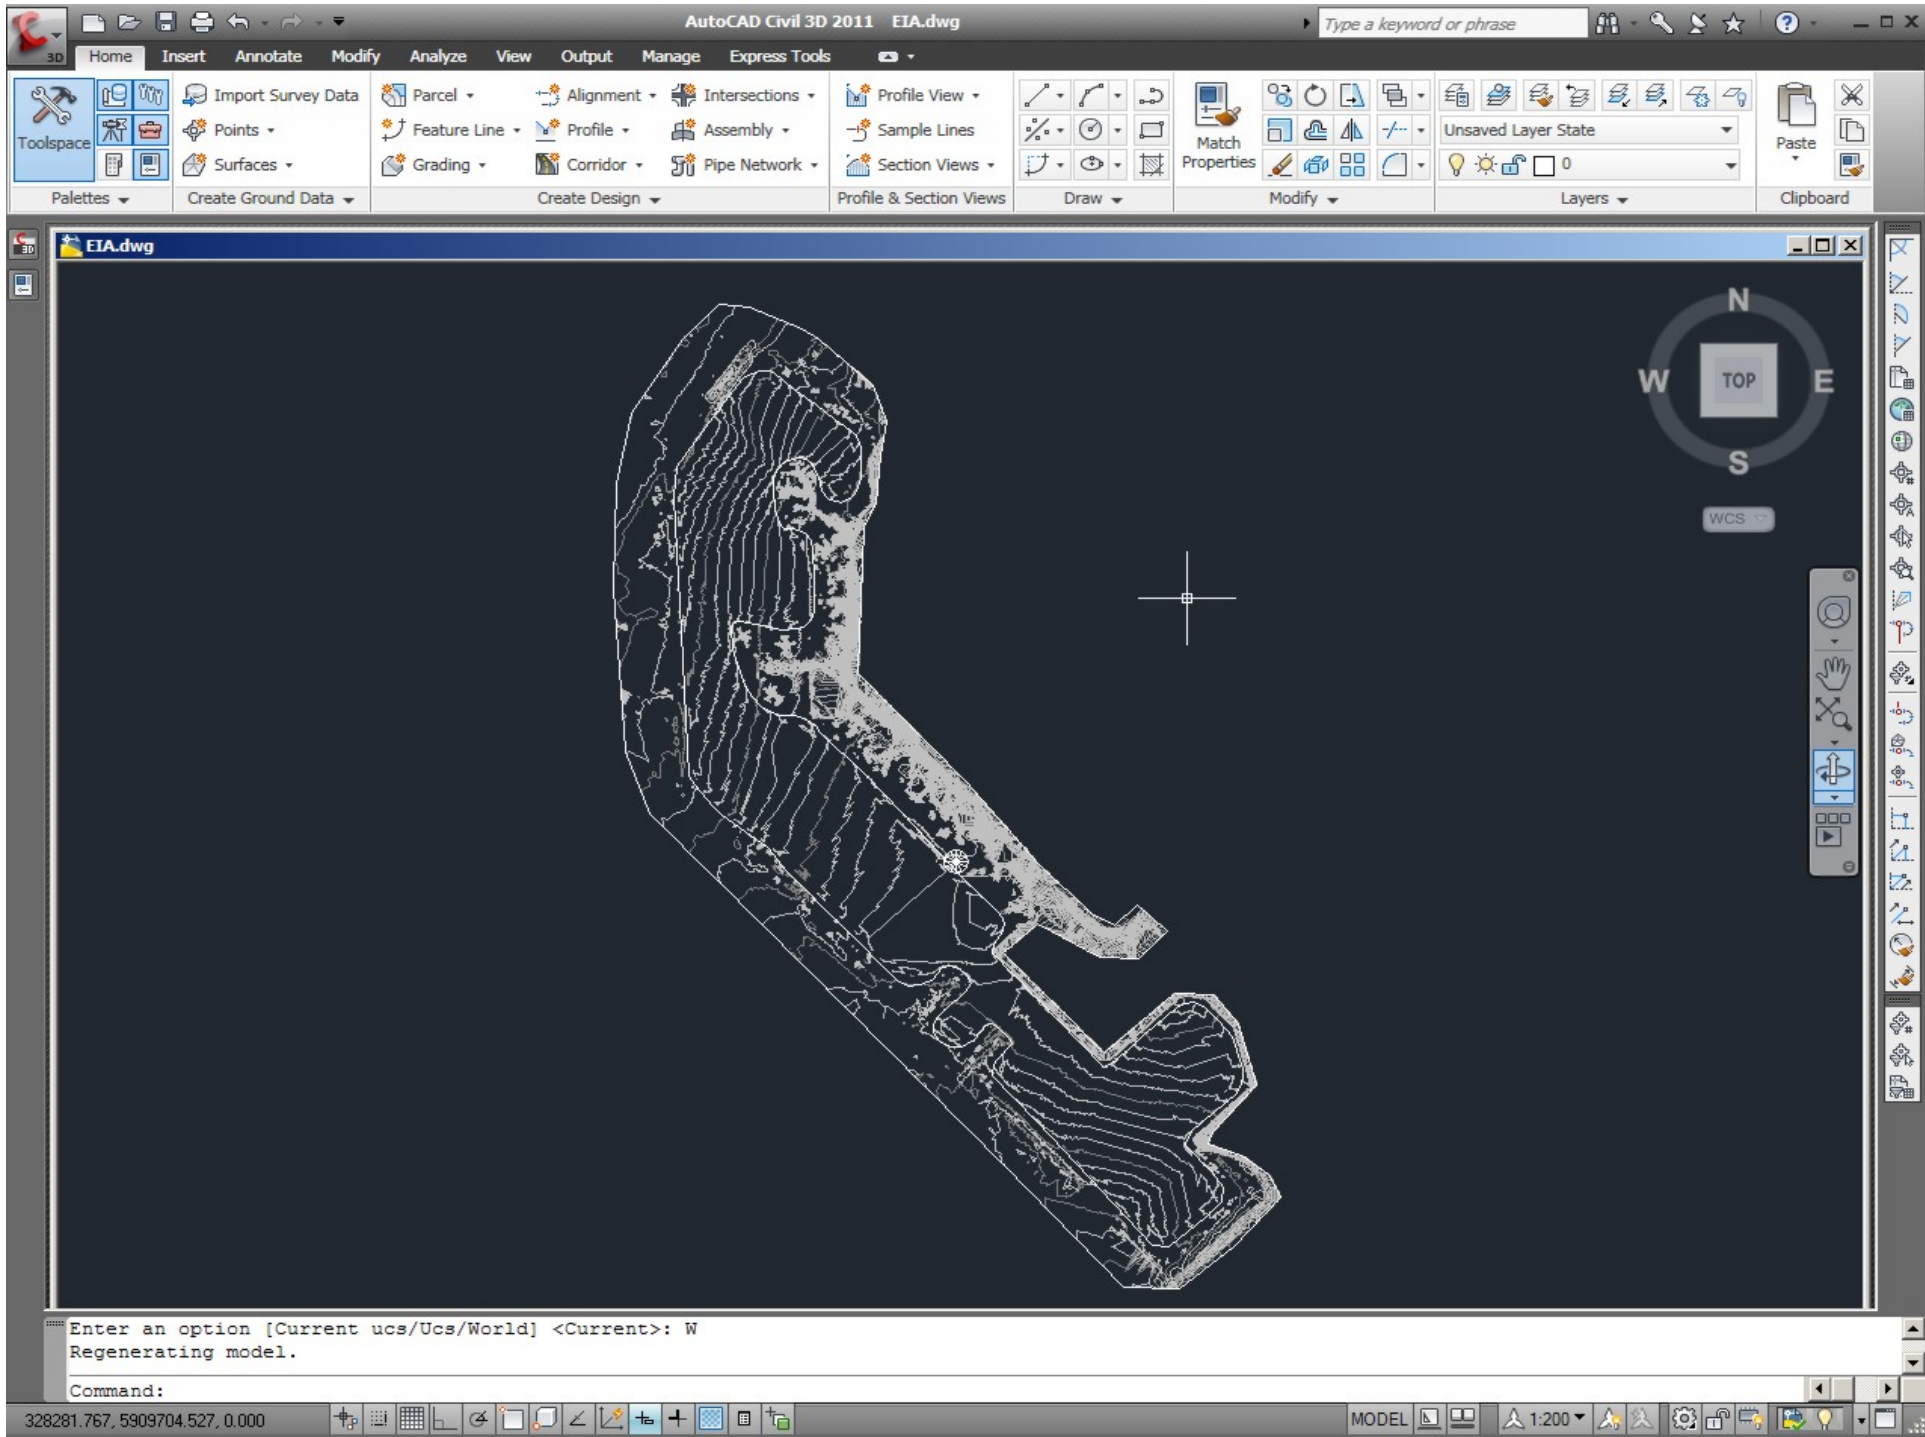 AutoCAD Civil 3D 2011 EIA.dwg
Type a keyword or phrase
3D
Home Insert Annotate Modify Analyze View Output Manage Express Tools
Toolspace
Import Survey Data
Points
Surfaces
Parcel
Feature Line
Grading
Alignment
Profile
Corridor
Intersections
Assembly
Pipe Network
Profile View
Sample Lines
Section Views
Match
Properties
Unsaved Layer State
0
Paste
Palettes
Create Ground Data
Create Design
Profile & Section Views
Draw
Modify
Layers
Clipboard
EIA.dwg
N
W TOP E
S
WCS
Enter an option [Current ucs/Ucs/World] <Current>: W
Regenerating model.
Command:
328281.767, 5909704.527, 0.000
MODEL
1:200